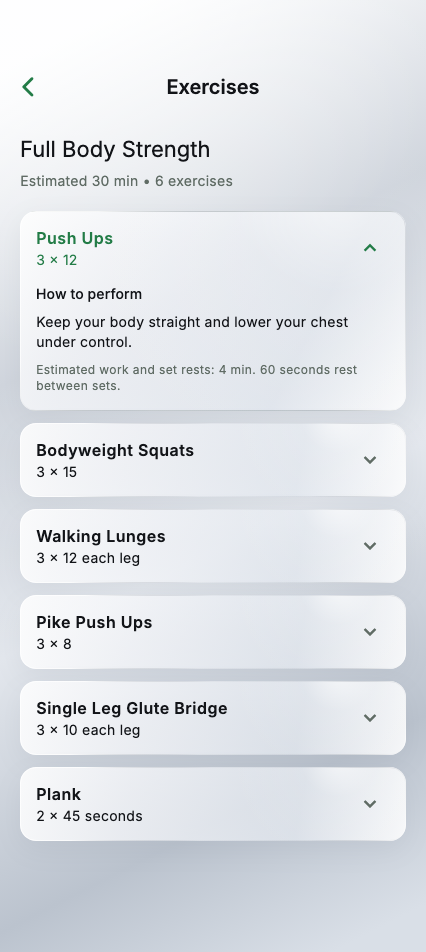 Exercises
Full Body Strength
Estimated 30 min • 6 exercises
Push Ups
3 × 12
How to perform
Keep your body straight and lower your chest
under control.
Estimated work and set rests: 4 min. 60 seconds rest
between sets.
Bodyweight Squats
3 × 15
Walking Lunges
3 × 12 each leg
Pike Push Ups
3 × 8
Single Leg Glute Bridge
3 × 10 each leg
Plank
2 × 45 seconds